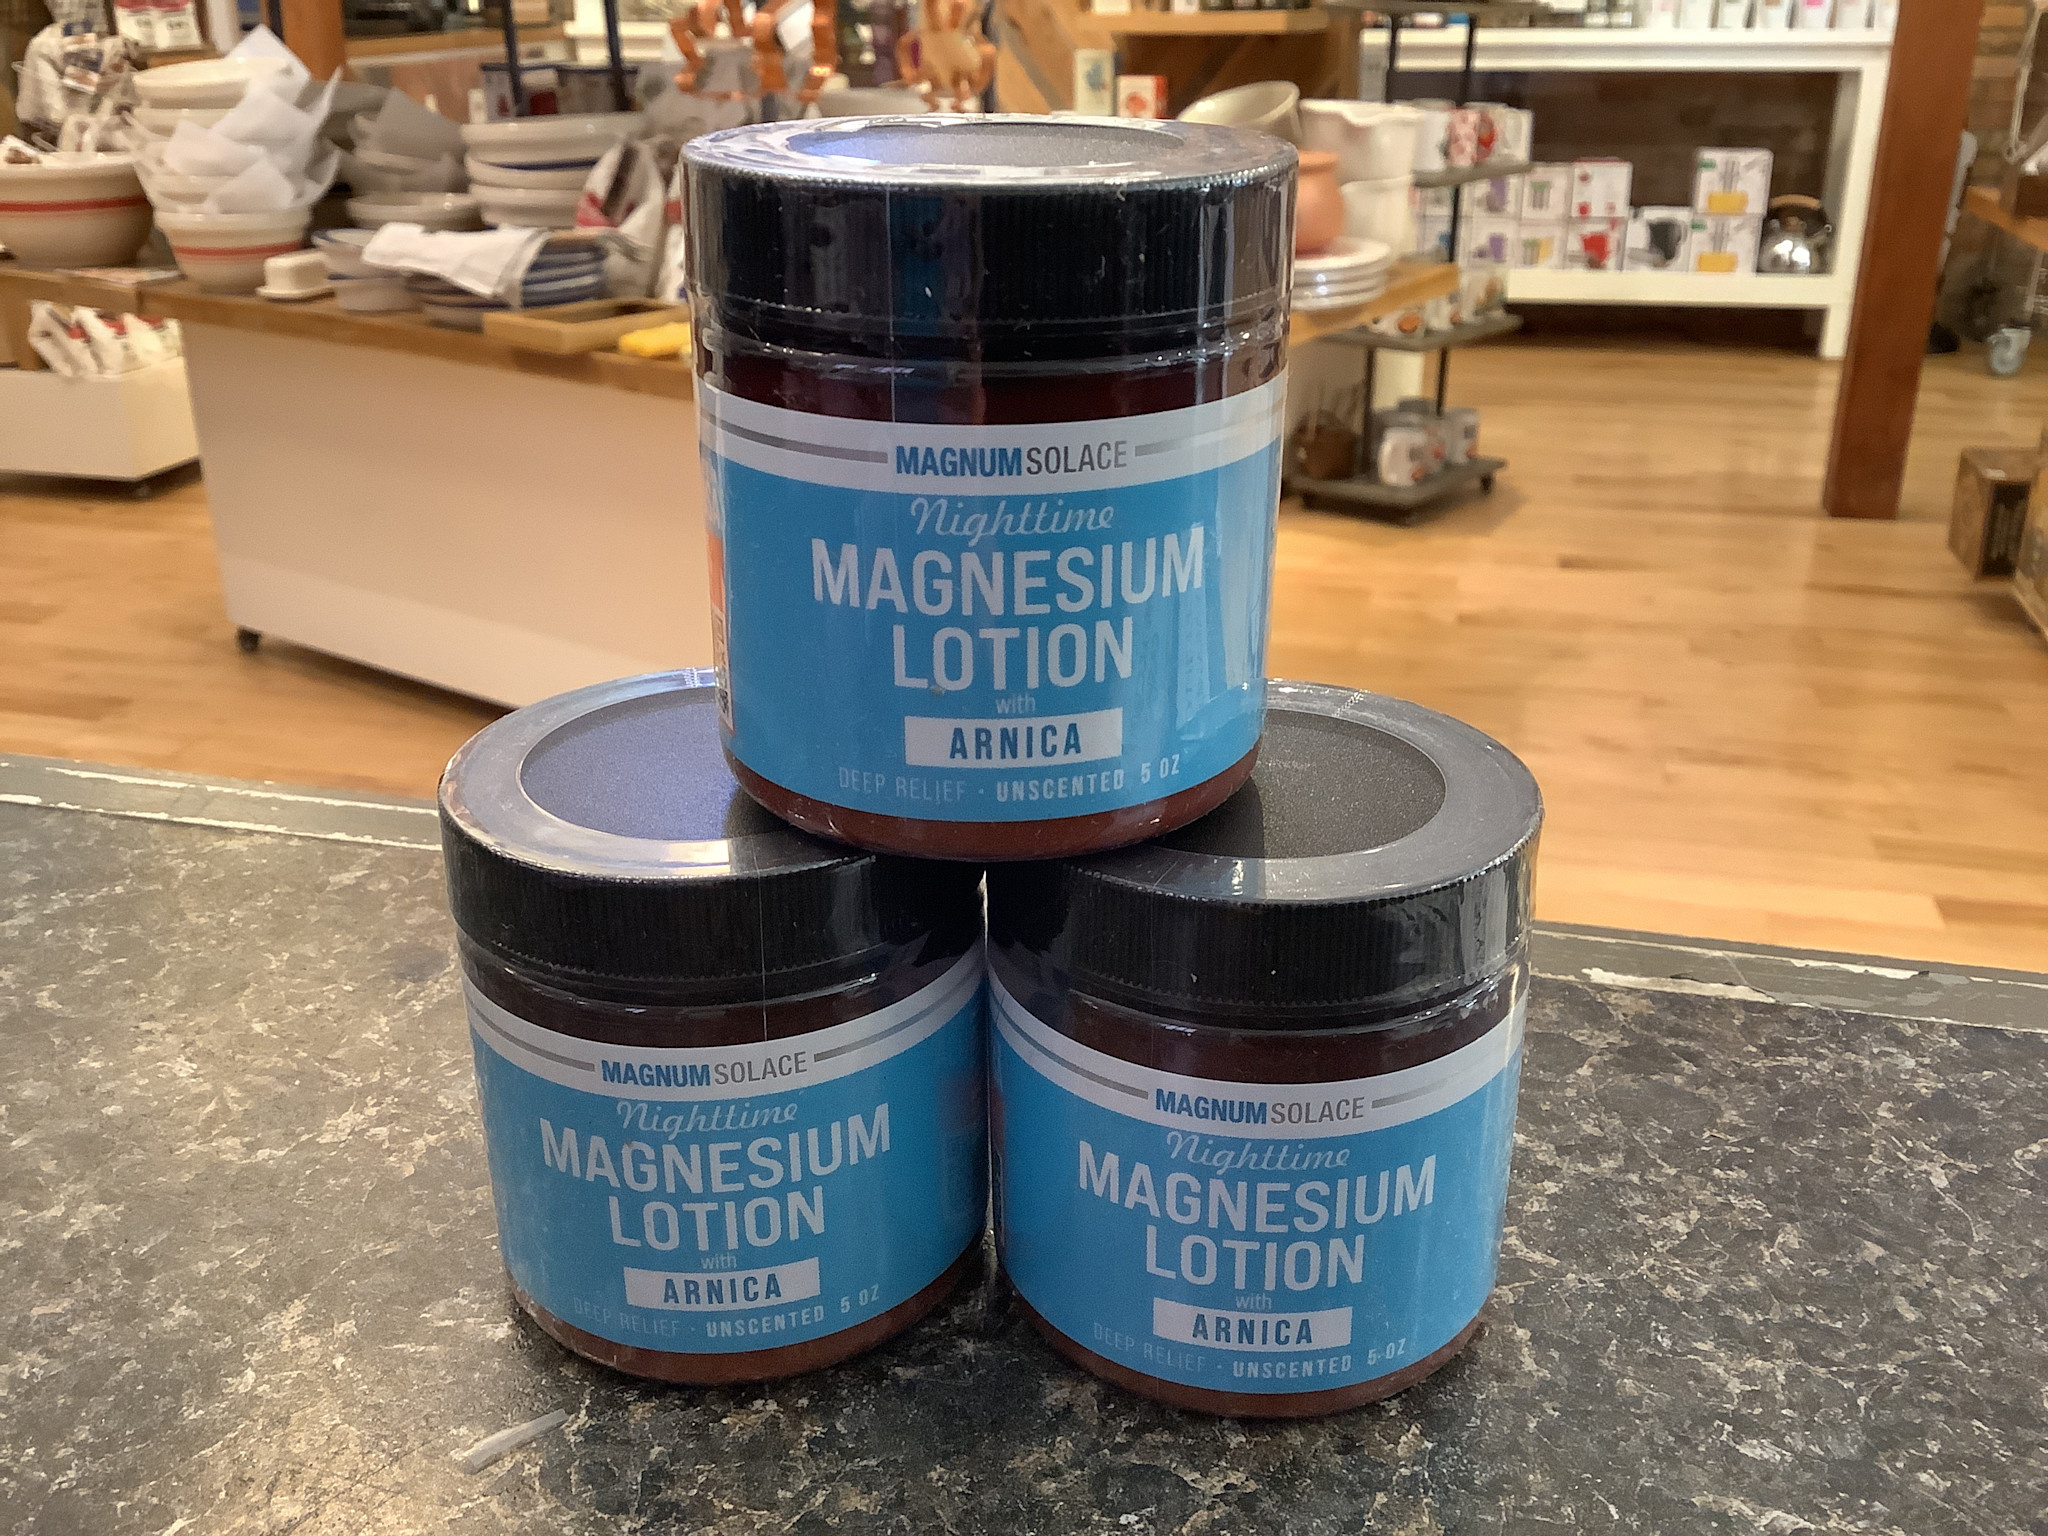 MAGNUMSOLACE
Nighttime
MAGNESIUM
LOTION
with
ARNICA
DEEP RELIEF · UNSCENTED 5 OZ
MAGNUMSOLACE
Nighttime
MAGNESIUM
LOTION
with
ARNICA
DEEP RELIEF · UNSCENTED 5 OZ
MAGNUMSOLACE
Nighttime
MAGNESIUM
LOTION
with
ARNICA
DEEP RELIEF · UNSCENTED 5 OZ